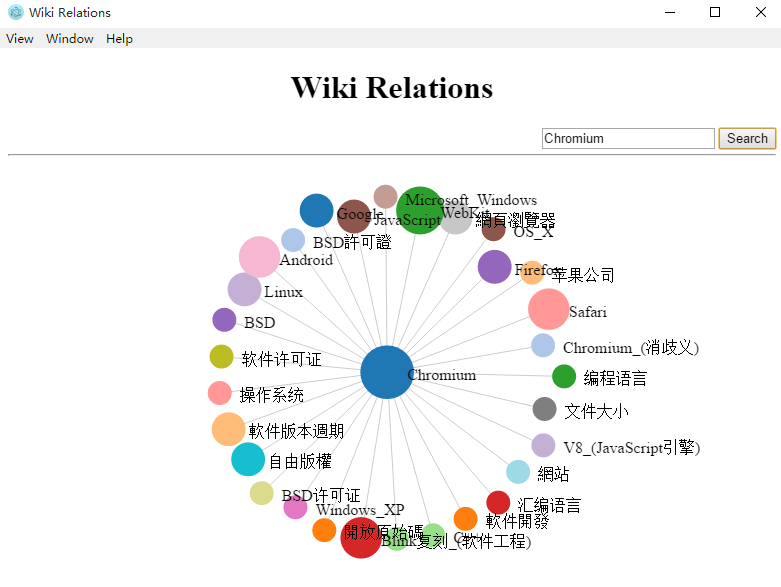 Wiki Relations
View Window Help
Wiki Relations
Chromium
Search
Microsoft_Windows
Google
JavaScript
WebKit
網頁瀏覽器
OS_X
BSD許可證
Android
Firefox
苹果公司
Linux
Safari
BSD
Chromium_(消歧义)
软件许可证
Chromium
编程语言
操作系统
文件大小
軟件版本週期
V8_(JavaScript引擎)
自由版權
網站
BSD许可证
汇编语言
Windows_XP
軟件開發
開放原始碼
Blink
复刻_(软件工程)